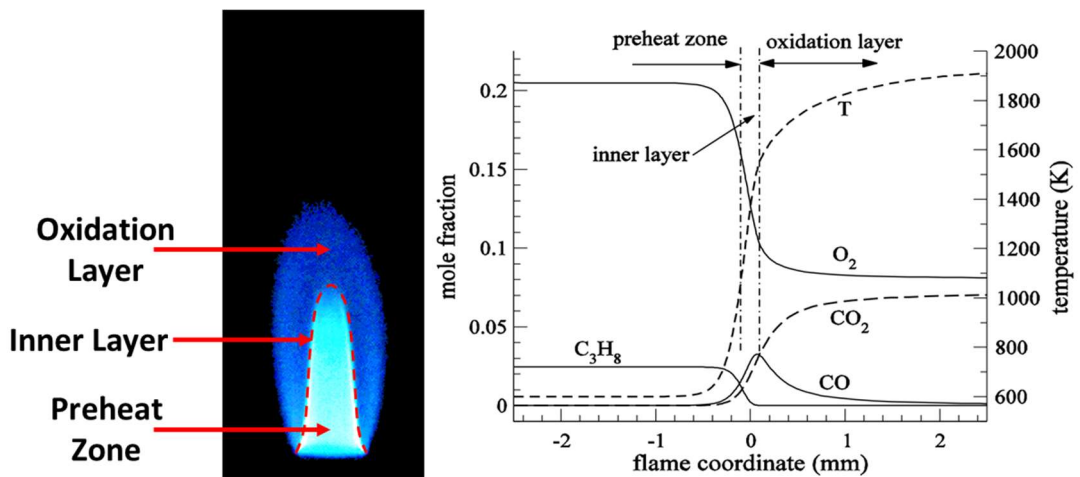 Oxidation
Layer
Inner Layer
Preheat
Zone
preheat zone
oxidation layer
inner layer
T
O₂
CO₂
CO
C₃H₈
mole fraction
0.2
0.15
0.1
0.05
0
temperature (K)
2000
1800
1600
1400
1200
1000
800
600
-2
-1
0
1
2
flame coordinate (mm)